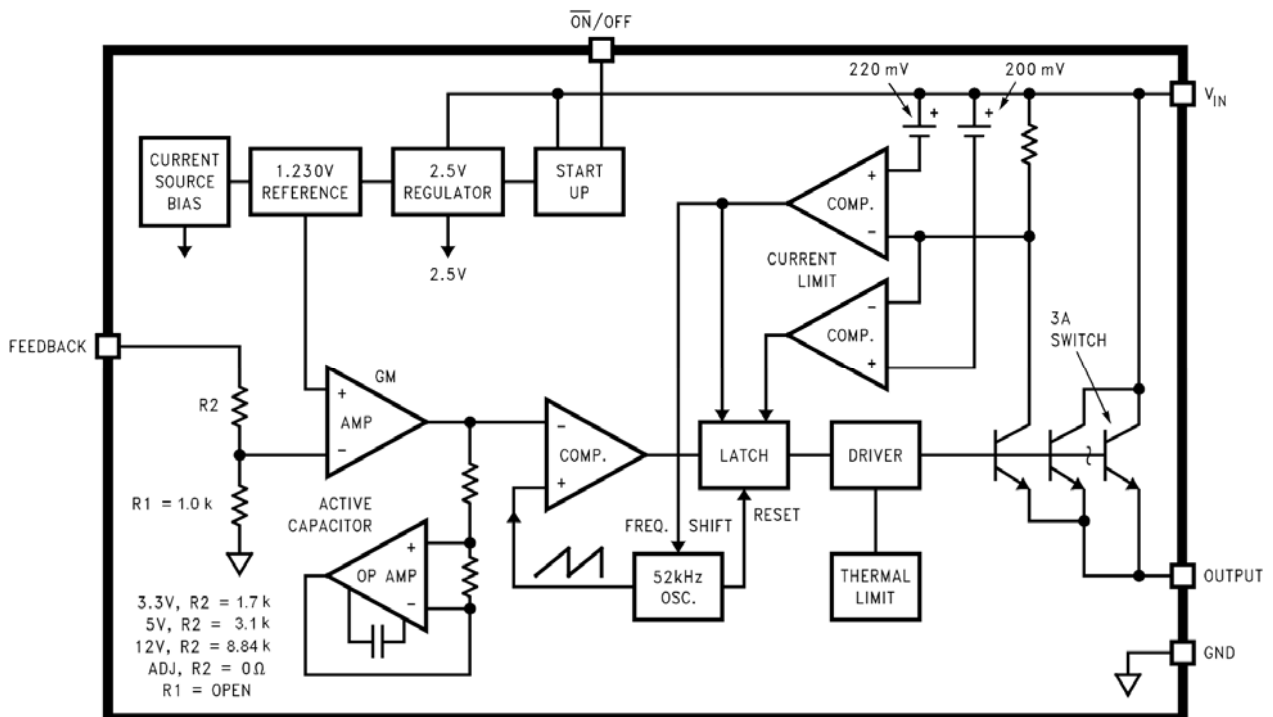 ON/OFF
220 mV
200 mV
+
+
VIN
CURRENT
SOURCE
BIAS
1.230V
REFERENCE
2.5V
REGULATOR
START
UP
+
COMP.
-
2.5V
CURRENT
LIMIT
-
COMP.
+
3A
SWITCH
FEEDBACK
GM
+
AMP
-
R2
-
COMP.
+
LATCH
DRIVER
R1 = 1.0 k
ACTIVE
CAPACITOR
FREQ. SHIFT
RESET
+
OP AMP
-
52kHz
OSC.
THERMAL
LIMIT
OUTPUT
3.3V, R2 = 1.7 k
5V, R2 = 3.1 k
12V, R2 = 8.84 k
ADJ, R2 = 0Ω
R1 = OPEN
GND